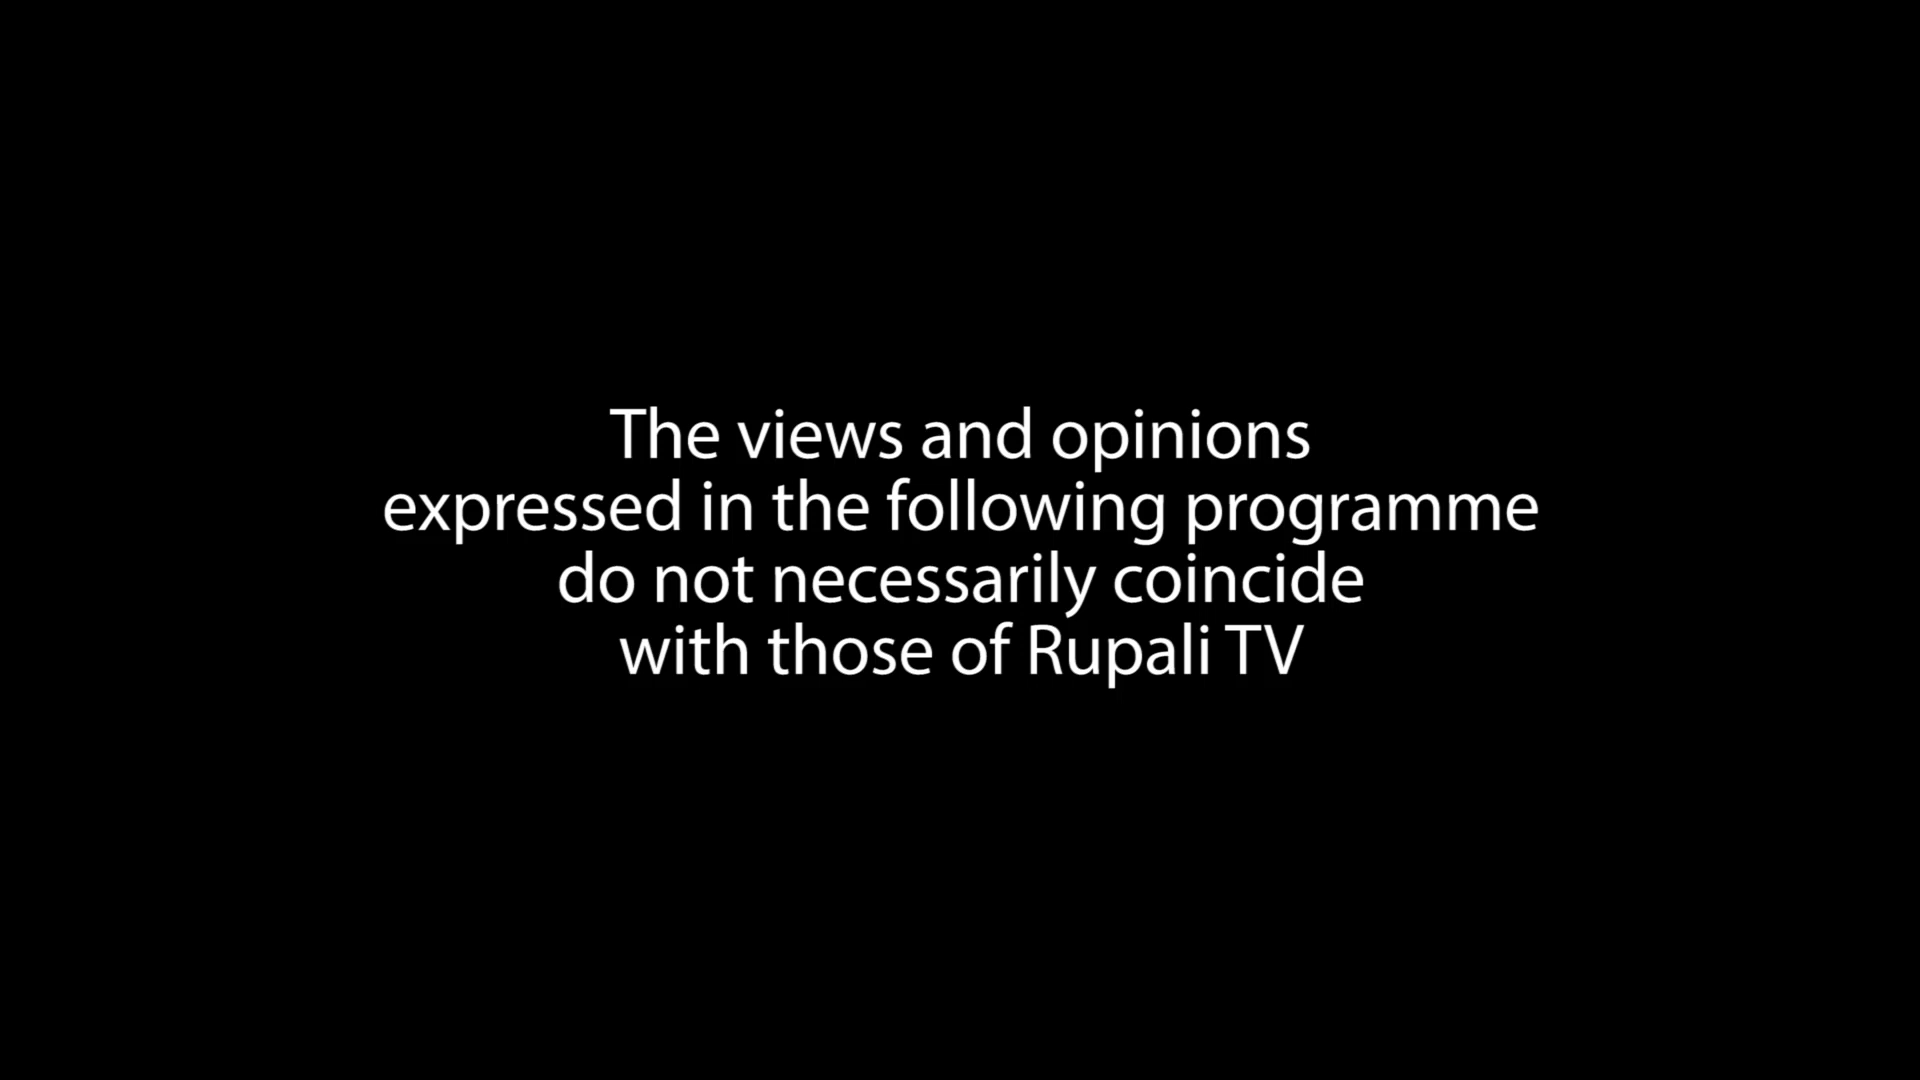 The views and opinions
expressed in the following programme
do not necessarily coincide
with those of Rupali TV